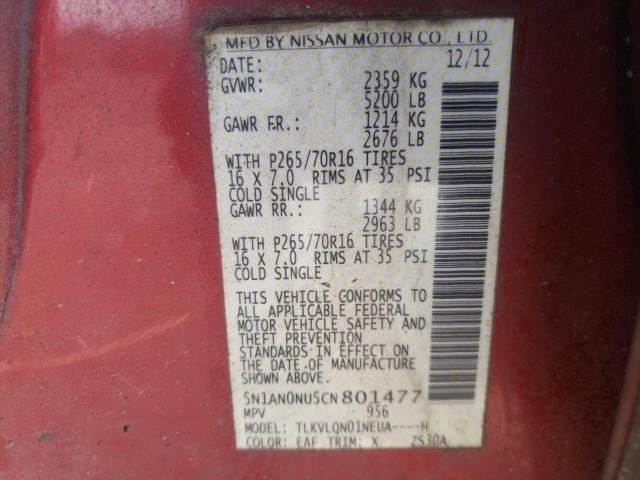 MFD BY NISSAN MOTOR CO., LTD.
DATE: 12/12
GVWR: 2359 KG
5200 LB
GAWR FR.: 1214 KG
2676 LB
WITH P265/70R16 TIRES
16 X 7.0 RIMS AT 35 PSI
COLD SINGLE
GAWR RR.: 1344 KG
2963 LB
WITH P265/70R16 TIRES
16 X 7.0 RIMS AT 35 PSI
COLD SINGLE
THIS VEHICLE CONFORMS TO
ALL APPLICABLE FEDERAL
MOTOR VEHICLE SAFETY AND
THEFT PREVENTION
STANDARDS IN EFFECT ON
THE DATE OF MANUFACTURE
SHOWN ABOVE.
5N1AN0NU5CN801477
MPV 956
MODEL: TLKVLQN01NEUA----H
COLOR: EAF TRIM: X ZS30A